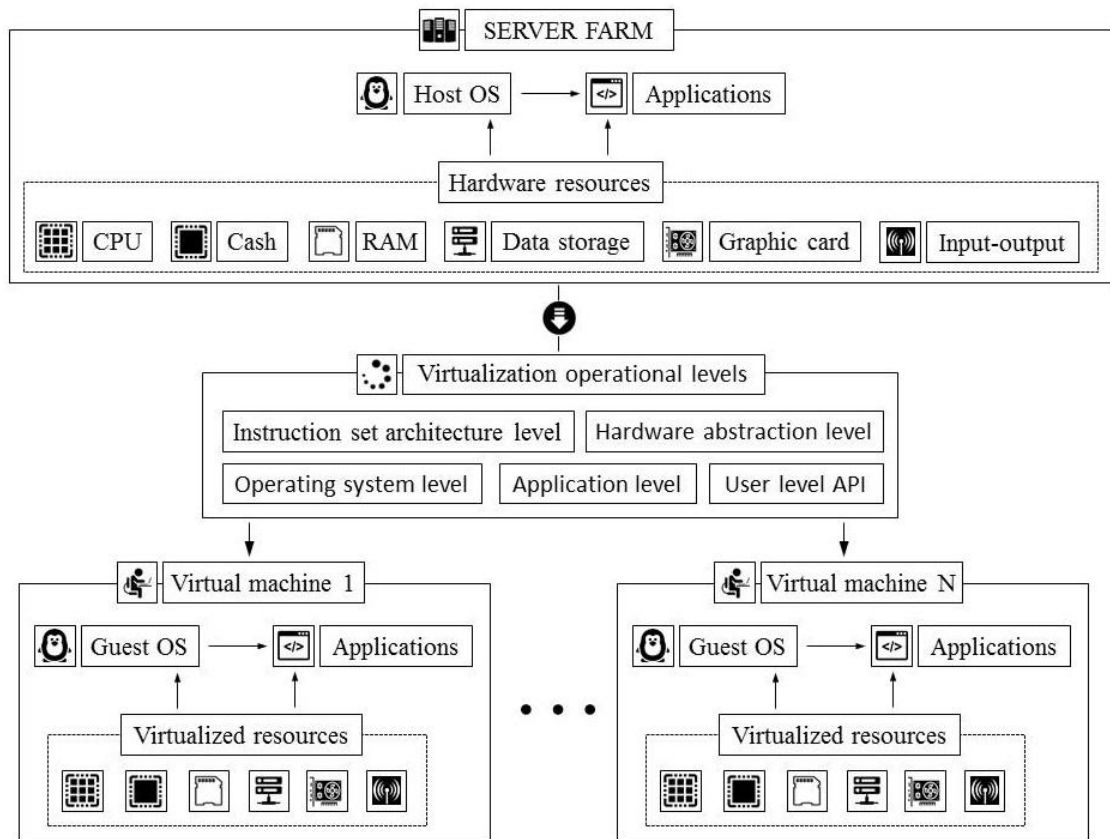 SERVER FARM
Host OS
</> Applications
Hardware resources
CPU
Cash
RAM
Data storage
Graphic card
Input-output
Virtualization operational levels
Instruction set architecture level
Hardware abstraction level
Operating system level
Application level
User level API
Virtual machine 1
Guest OS
</> Applications
Virtualized resources
Virtual machine N
Guest OS
</> Applications
Virtualized resources